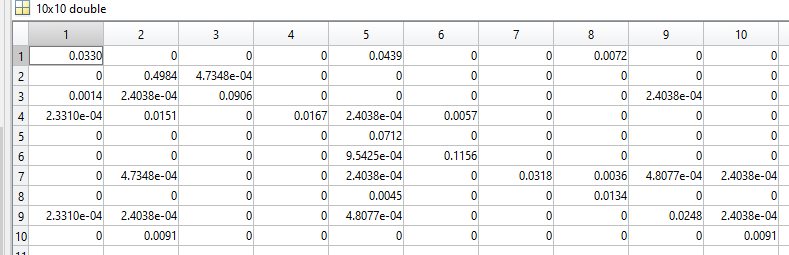 10x10 double
1 2 3 4 5 6 7 8 9 10
1 0.0330 0 0 0 0.0439 0 0 0.0072 0 0
2 0 0.4984 4.7348e-04 0 0 0 0 0 0 0
3 0.0014 2.4038e-04 0.0906 0 0 0 0 0 2.4038e-04 0
4 2.3310e-04 0.0151 0 0.0167 2.4038e-04 0.0057 0 0 0 0
5 0 0 0 0 0.0712 0 0 0 0 0
6 0 0 0 0 9.5425e-04 0.1156 0 0 0 0
7 0 4.7348e-04 0 0 2.4038e-04 0 0.0318 0.0036 4.8077e-04 2.4038e-04
8 0 0 0 0 0.0045 0 0 0.0134 0 0
9 2.3310e-04 2.4038e-04 0 0 4.8077e-04 0 0 0 0.0248 2.4038e-04
10 0 0.0091 0 0 0 0 0 0 0 0.0091